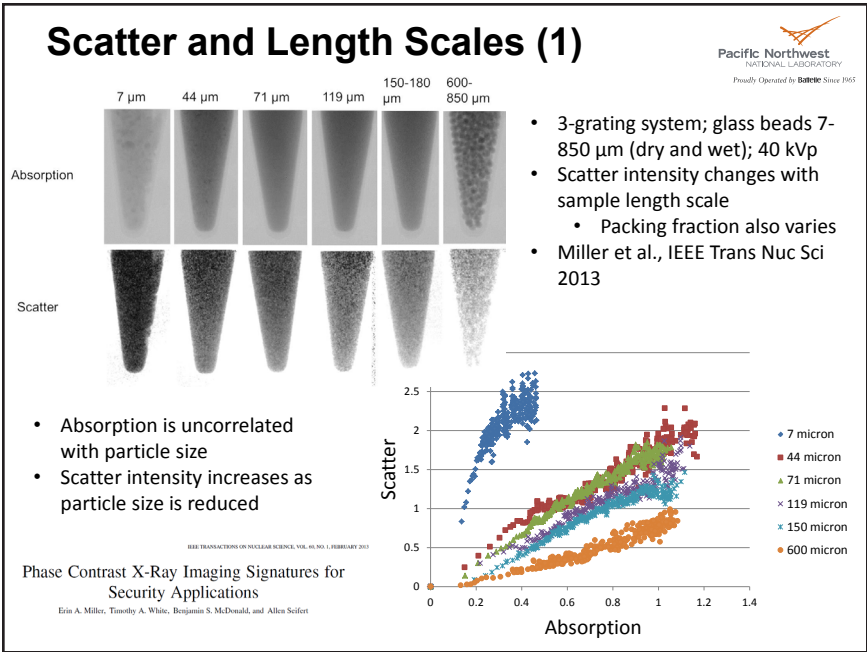 Scatter and Length Scales (1)
Pacific Northwest
NATIONAL LABORATORY
Proudly Operated by Battelle Since 1965
7 µm
44 µm
71 µm
119 µm
150-180
µm
600-
850 µm
Absorption
Scatter
• 3-grating system; glass beads 7-
850 µm (dry and wet); 40 kVp
• Scatter intensity changes with
sample length scale
• Packing fraction also varies
• Miller et al., IEEE Trans Nuc Sci
2013
• Absorption is uncorrelated
with particle size
• Scatter intensity increases as
particle size is reduced
IEEE TRANSACTIONS ON NUCLEAR SCIENCE, VOL. 60, NO. 1, FEBRUARY 2013
Phase Contrast X-Ray Imaging Signatures for
Security Applications
Erin A. Miller, Timothy A. White, Benjamin S. McDonald, and Allen Seifert
Scatter
2.5
2
1.5
1
0.5
0
0 0.2 0.4 0.6 0.8 1 1.2 1.4
Absorption
7 micron
44 micron
71 micron
119 micron
150 micron
600 micron